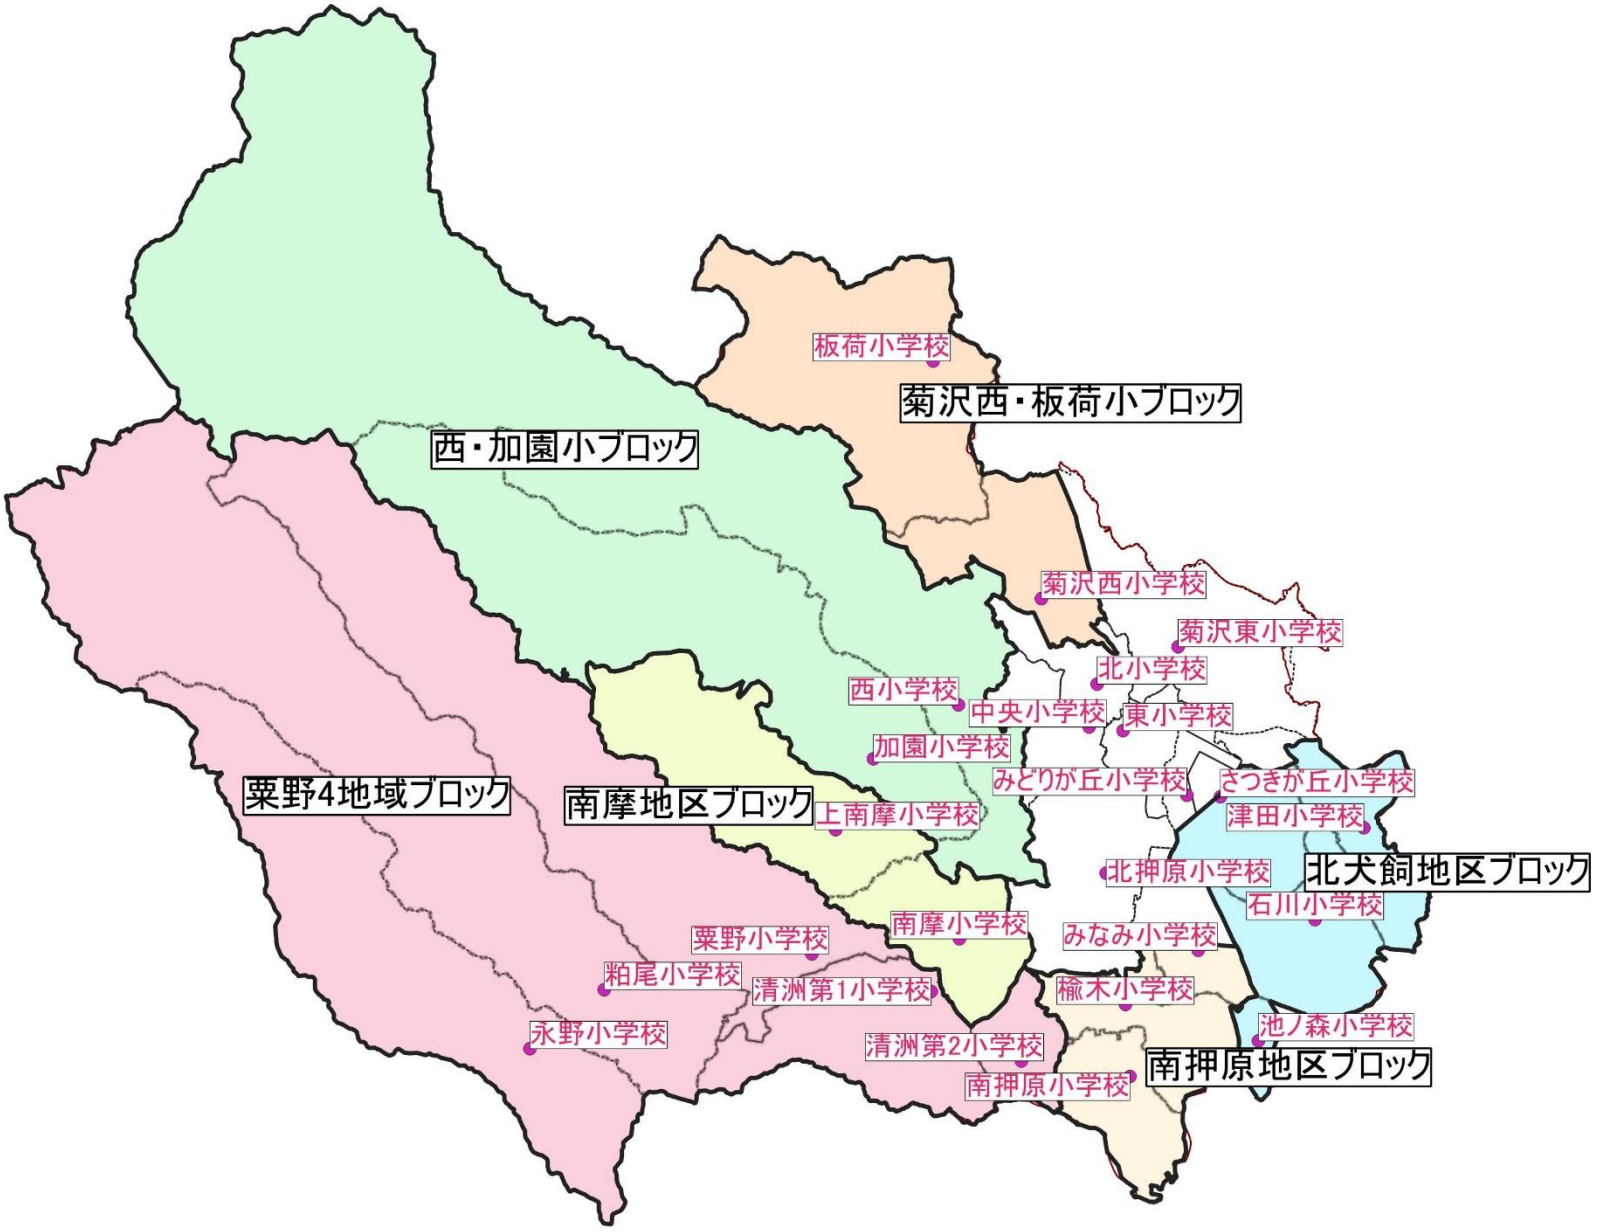 板荷小学校
菊沢西・板荷小ブロック
西・加園小ブロック
菊沢西小学校
菊沢東小学校
北小学校
西小学校
中央小学校
東小学校
加園小学校
みどりが丘小学校
さつきが丘小学校
粟野4地域ブロック
南摩地区ブロック
上南摩小学校
津田小学校
北押原小学校
北犬飼地区ブロック
石川小学校
南摩小学校
みなみ小学校
粟野小学校
粕尾小学校
清洲第1小学校
楡木小学校
永野小学校
池ノ森小学校
清洲第2小学校
南押原地区ブロック
南押原小学校